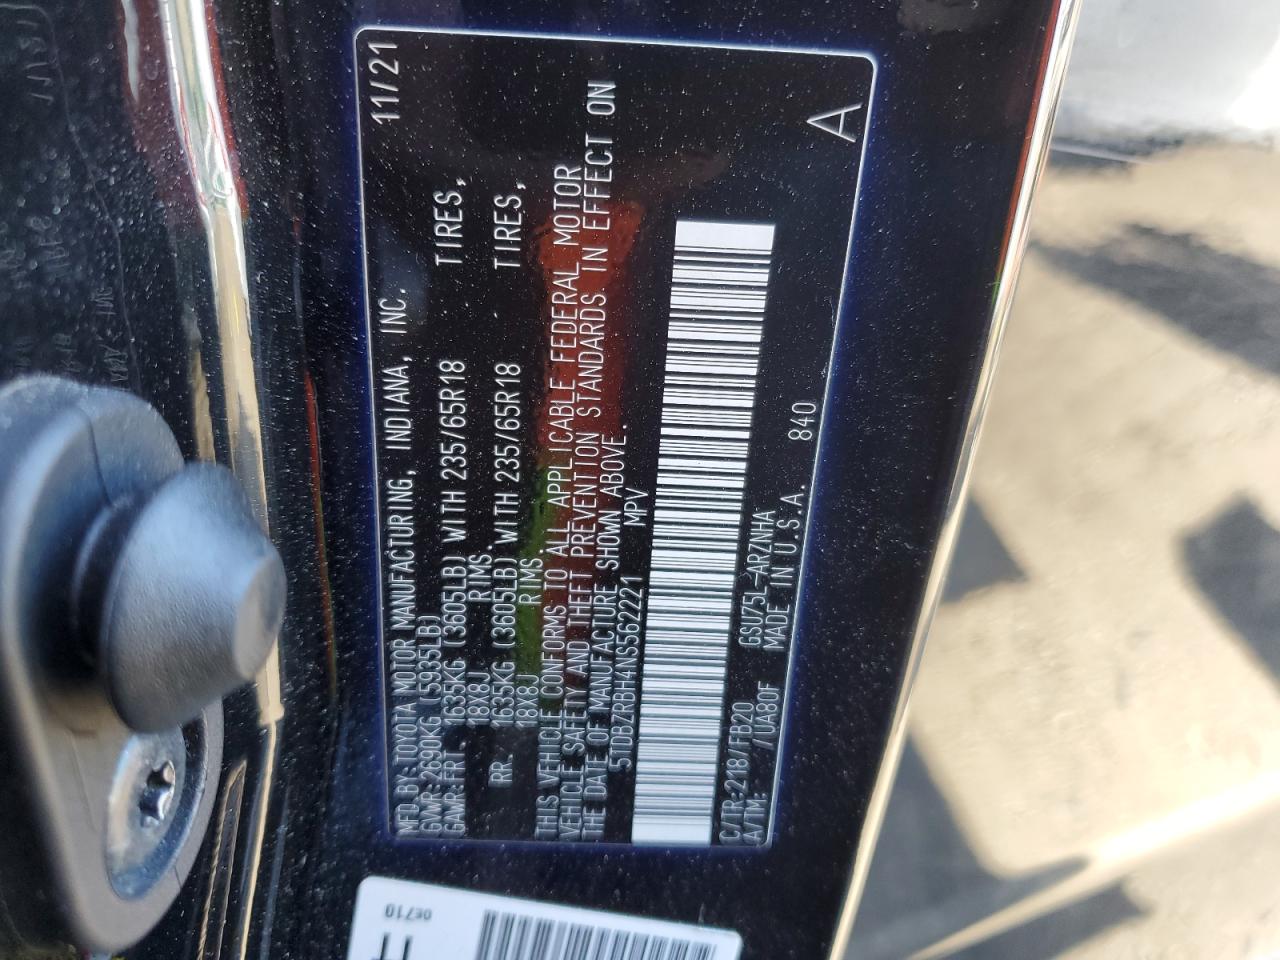 MFD.BY:TOYOTA MOTOR MANUFACTURING, INDIANA, INC. 11/21
GVWR:2690KG (5935LB)
GAWR:FRT. 1635KG (3605LB) WITH 235/65R18 TIRES,
18X8J RIMS.
RR. 1635KG (3605LB) WITH 235/65R18 TIRES,
18X8J RIMS.
THIS VEHICLE CONFORMS TO ALL APPLICABLE FEDERAL MOTOR
VEHICLE SAFETY AND THEFT PREVENTION STANDARDS IN EFFECT ON
THE DATE OF MANUFACTURE SHOWN ABOVE.
5TDBZRBH4NS562221 MPV
C/TR:218 /FB20 GSU75L-ARZNHA
A/TM: /UA80F MADE IN U.S.A. 840
A
0E710